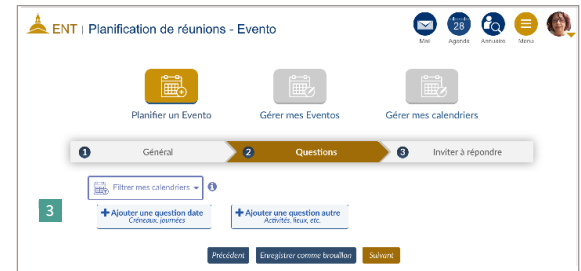 ENT | Planification de réunions - Evento
28
Mail Agenda Annuaire Menu
Planifier un Evento Gérer mes Eventos Gérer mes calendriers
1 Général 2 Questions 3 Inviter à répondre
Filtrer mes calendriers
3
+ Ajouter une question date + Ajouter une question autre
Créneaux, journées Activités, lieux, etc.
Précédent Enregistrer comme brouillon Suivant